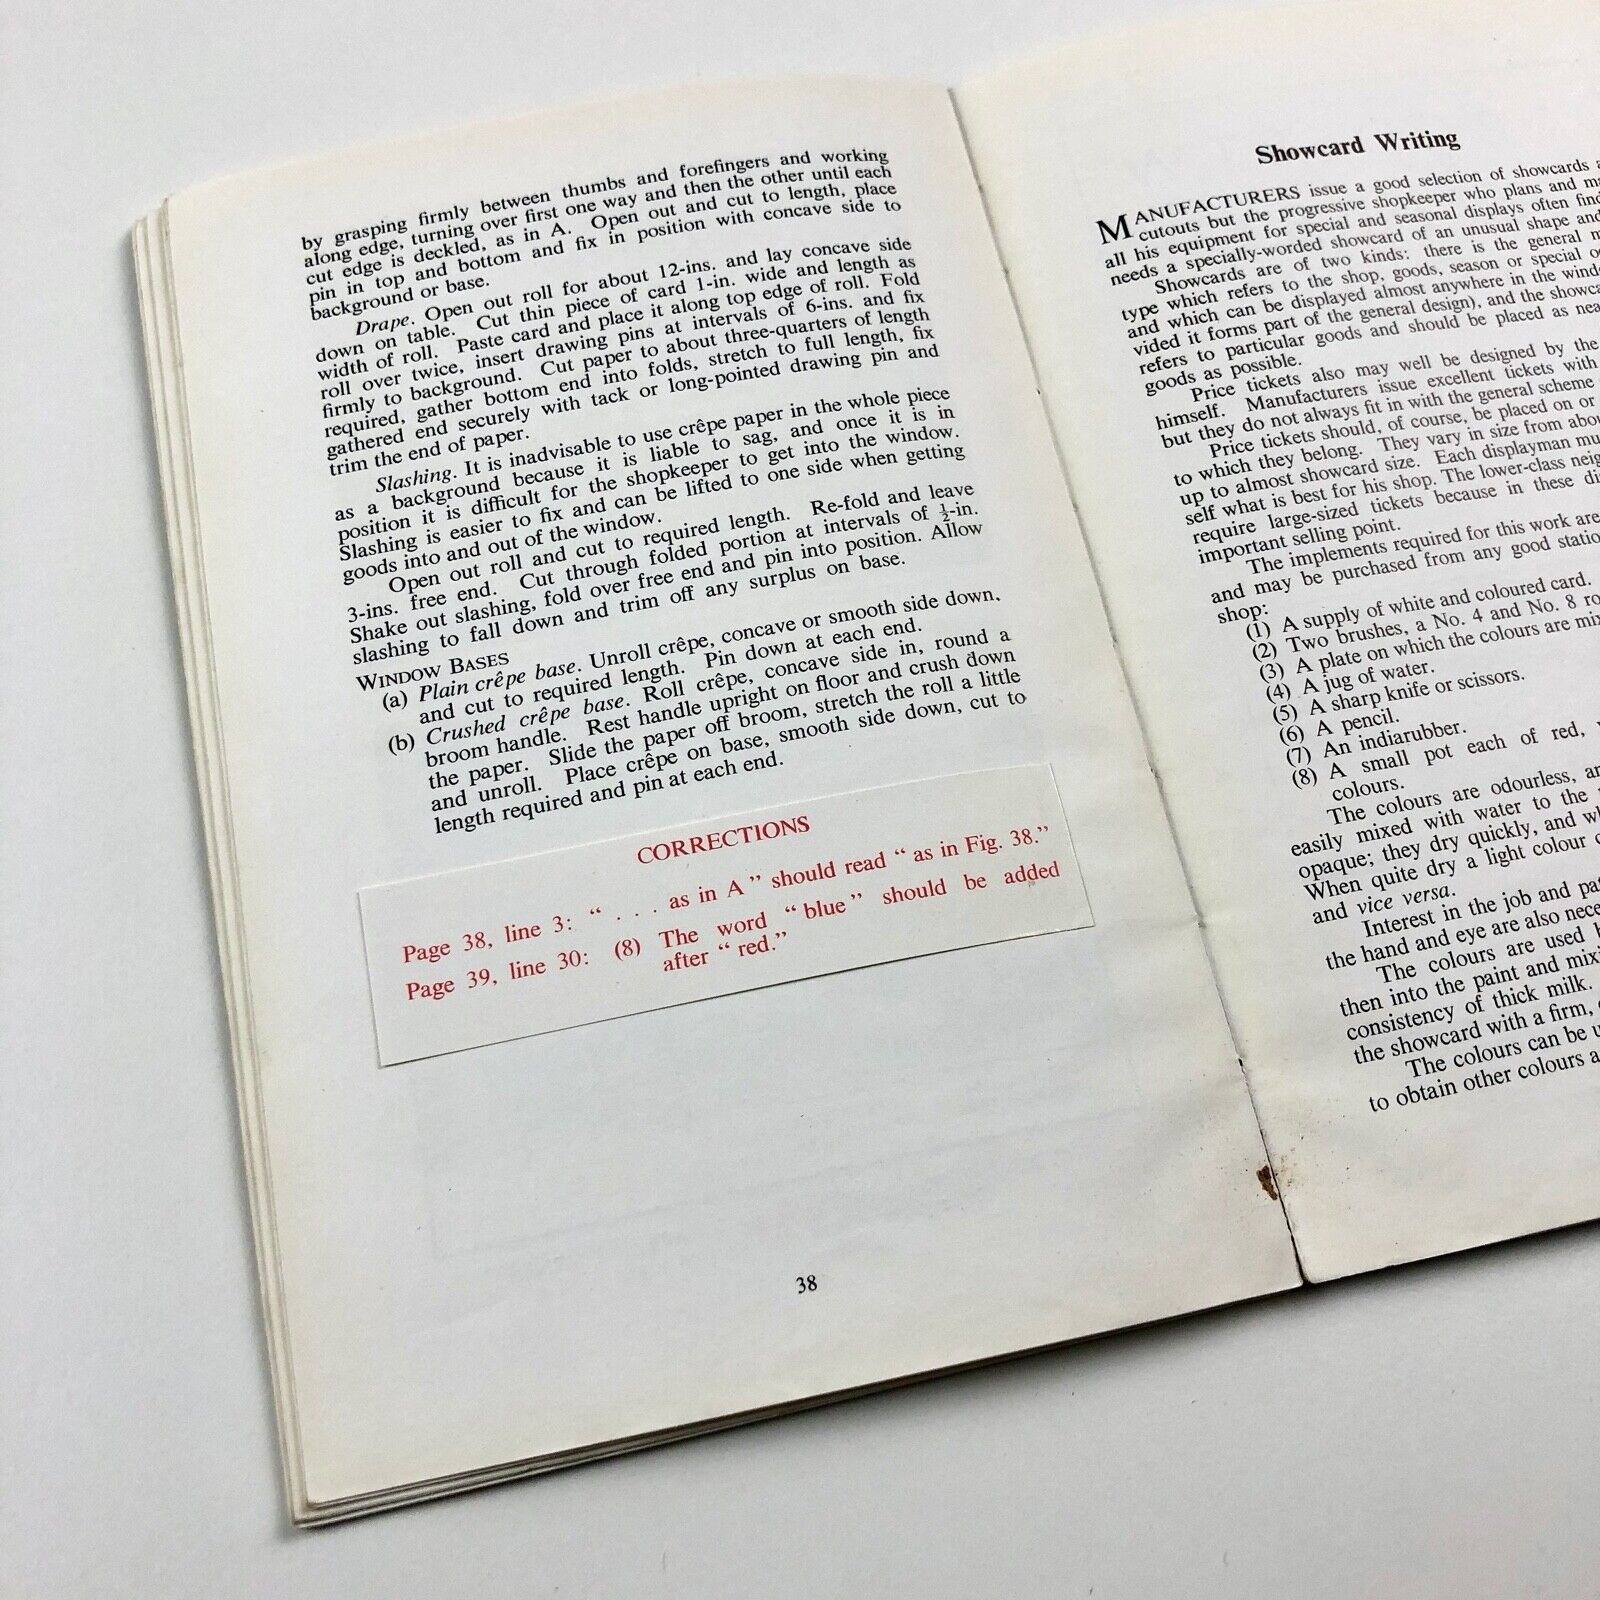 by grasping firmly between thumbs and forefingers and working
along edge, turning over first one way and then the other until each
cut edge is deckled, as in A. Open out and cut to length, place
pin in top and bottom and fix in position with concave side to
background or base.
Drape. Open out roll for about 12-ins. and lay concave side
down on table. Cut thin piece of card 1-in. wide and length as
width of roll. Paste card and place it along top edge of roll. Fold
roll over twice, insert drawing pins at intervals of 6-ins. and fix
firmly to background. Cut paper to about three-quarters of length
required, gather bottom end into folds, stretch to full length, fix
gathered end securely with tack or long-pointed drawing pin and
trim the end of paper.
Slashing. It is inadvisable to use crêpe paper in the whole piece
as a background because it is liable to sag, and once it is in
position it is difficult for the shopkeeper to get into the window.
Slashing is easier to fix and can be lifted to one side when getting
goods into and out of the window.
Open out roll and cut to required length. Re-fold and leave
3-ins. free end. Cut through folded portion at intervals of ½-in.
Shake out slashing, fold over free end and pin into position. Allow
slashing to fall down and trim off any surplus on base.
WINDOW BASES
(a) Plain crêpe base. Unroll crêpe, concave or smooth side down,
and cut to required length. Pin down at each end.
(b) Crushed crêpe base. Roll crêpe, concave side in, round a
broom handle. Rest handle upright on floor and crush down
the paper. Slide the paper off broom, stretch the roll a little
and unroll. Place crêpe on base, smooth side down, cut to
length required and pin at each end.
CORRECTIONS
Page 38, line 3: " . . . as in A " should read " as in Fig. 38."
Page 39, line 30: (8) The word " blue " should be added
after " red."
38
Showcard Writing
MANUFACTURERS issue a good selection of showcards
cutouts but the progressive shopkeeper who plans and
all his equipment for special and seasonal displays often
needs a specially-worded showcard of an unusual shape and
Showcards are of two kinds: there is the general
type which refers to the shop, goods, season or special
and which can be displayed almost anywhere in the
vided it forms part of the general design), and the
refers to particular goods and should be placed as
goods as possible.
Price tickets also may well be designed by the
himself. Manufacturers issue excellent tickets with
but they do not always fit in with the general scheme
Price tickets should, of course, be placed on or
to which they belong. They vary in size from
up to almost showcard size. Each displayman
self what is best for his shop. The lower-class
require large-sized tickets because in these
important selling point.
The implements required for this work are
and may be purchased from any good
shop:
(1) A supply of white and coloured card.
(2) Two brushes, a No. 4 and No. 8
(3) A plate on which the colours are
(4) A jug of water.
(5) A sharp knife or scissors.
(6) A pencil.
(7) An indiarubber.
(8) A small pot each of red,
colours.
The colours are odourless,
easily mixed with water to the
opaque; they dry quickly, and
When quite dry a light colour
and vice versa.
Interest in the job and
the hand and eye are also
The colours are used
then into the paint and
consistency of thick milk.
the showcard with a firm,
The colours can be
to obtain other colours